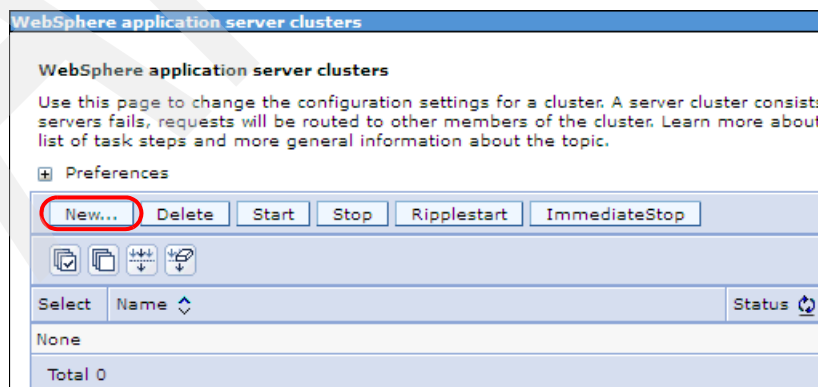 WebSphere application server clusters
WebSphere application server clusters
Use this page to change the configuration settings for a cluster. A server cluster consists
servers fails, requests will be routed to other members of the cluster. Learn more about
list of task steps and more general information about the topic.
Preferences
New... Delete Start Stop Ripplestart ImmediateStop
Select Name Status
None
Total 0